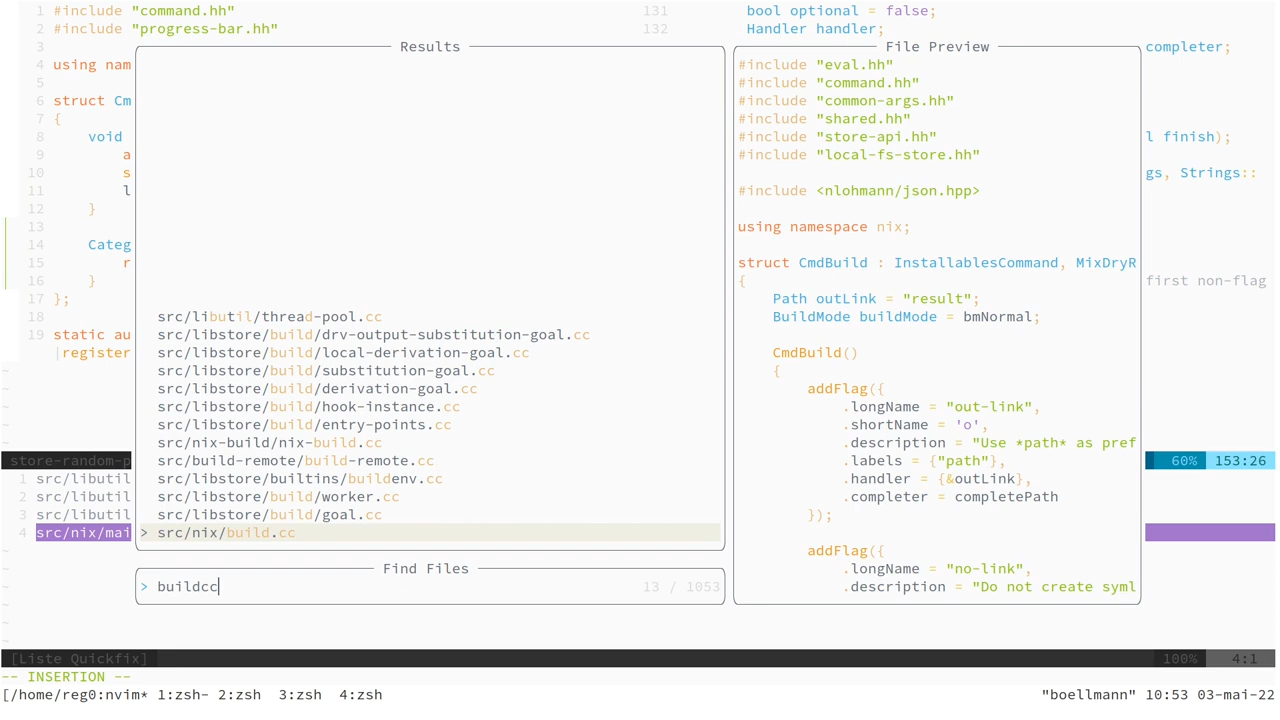 1 #include "command.hh"
2 #include "progress-bar.hh"
3
4 using nam
5
6 struct Cm
7 {
8 void
9 a
10 s
11 l
12 }
13
14 Categ
15 r
16 }
17 };
18
19 static au
|register
~
~
~
~
~
store-random-p
1 src/libutil
2 src/libutil
3 src/libutil
4 src/nix/mai
~
~
~
~
~
~
Results
src/libutil/thread-pool.cc
src/libstore/build/drv-output-substitution-goal.cc
src/libstore/build/local-derivation-goal.cc
src/libstore/build/substitution-goal.cc
src/libstore/build/derivation-goal.cc
src/libstore/build/hook-instance.cc
src/libstore/build/entry-points.cc
src/nix-build/nix-build.cc
src/build-remote/build-remote.cc
src/libstore/builtins/buildenv.cc
src/libstore/build/worker.cc
src/libstore/build/goal.cc
> src/nix/build.cc
Find Files
> buildcc 13 / 1053
131 bool optional = false;
132 Handler handler;
File Preview
#include "eval.hh"
#include "command.hh"
#include "common-args.hh"
#include "shared.hh"
#include "store-api.hh"
#include "local-fs-store.hh"
#include <nlohmann/json.hpp>
using namespace nix;
struct CmdBuild : InstallablesCommand, MixDryR
{
Path outLink = "result";
BuildMode buildMode = bmNormal;
CmdBuild()
{
addFlag({
.longName = "out-link",
.shortName = 'o',
.description = "Use *path* as pref
.labels = {"path"},
.handler = {&outLink},
.completer = completePath
});
addFlag({
.longName = "no-link",
.description = "Do not create syml
completer;
l finish);
gs, Strings::
first non-flag
60% 153:26
[Liste Quickfix] 100% 4:1
-- INSERTION --
[/home/reg0:nvim* 1:zsh- 2:zsh 3:zsh 4:zsh "boellmann" 10:53 03-mai-22